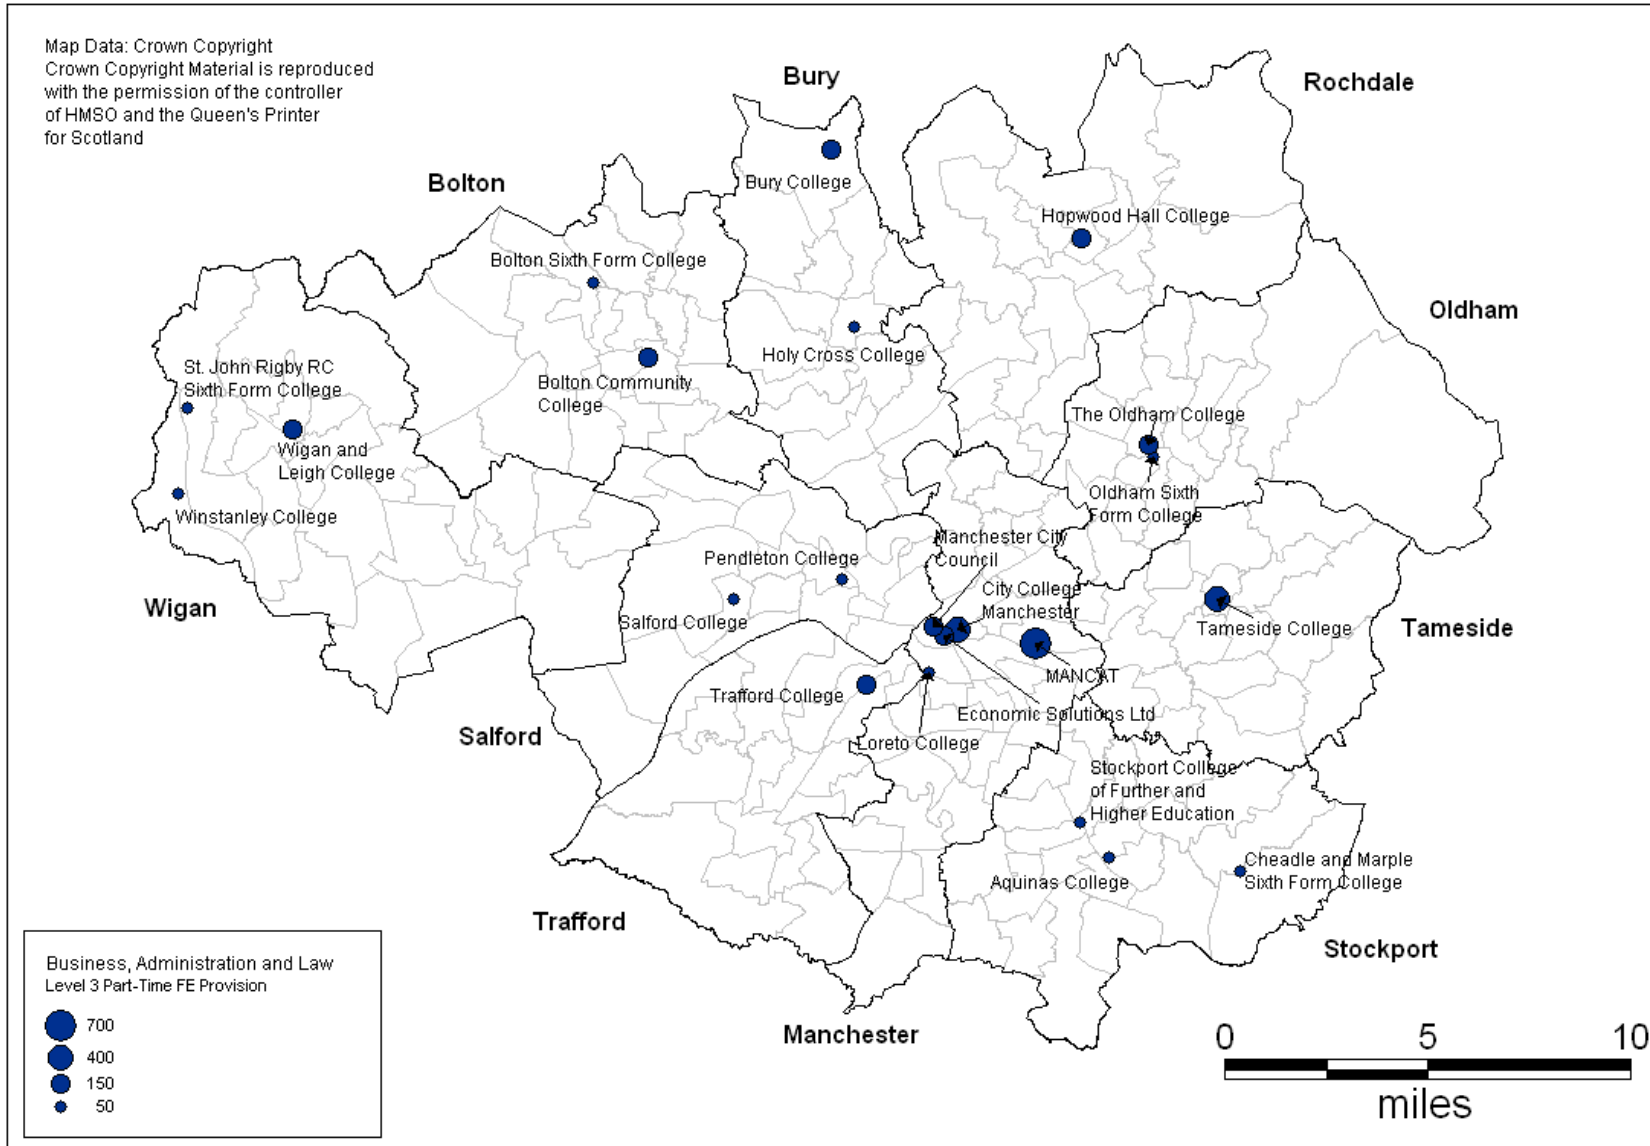 Map Data: Crown Copyright
Crown Copyright Material is reproduced
with the permission of the controller
of HMSO and the Queen's Printer
for Scotland
Bury
Rochdale
Bolton
Bury College
Hopwood Hall College
Bolton Sixth Form College
Oldham
Holy Cross College
St. John Rigby RC
Sixth Form College
Bolton Community
College
The Oldham College
Wigan and
Leigh College
Oldham Sixth
Form College
Winstanley College
Manchester City
Council
Pendleton College
City College
Manchester
Wigan
Salford College
Tameside College
Tameside
MANCAT
Trafford College
Economic Solutions Ltd
Salford
Loreto College
Stockport College
of Further and
Higher Education
Cheadle and Marple
Sixth Form College
Aquinas College
Trafford
Stockport
Manchester
Business, Administration and Law
Level 3 Part-Time FE Provision
700
400
150
50
0 5 10
miles